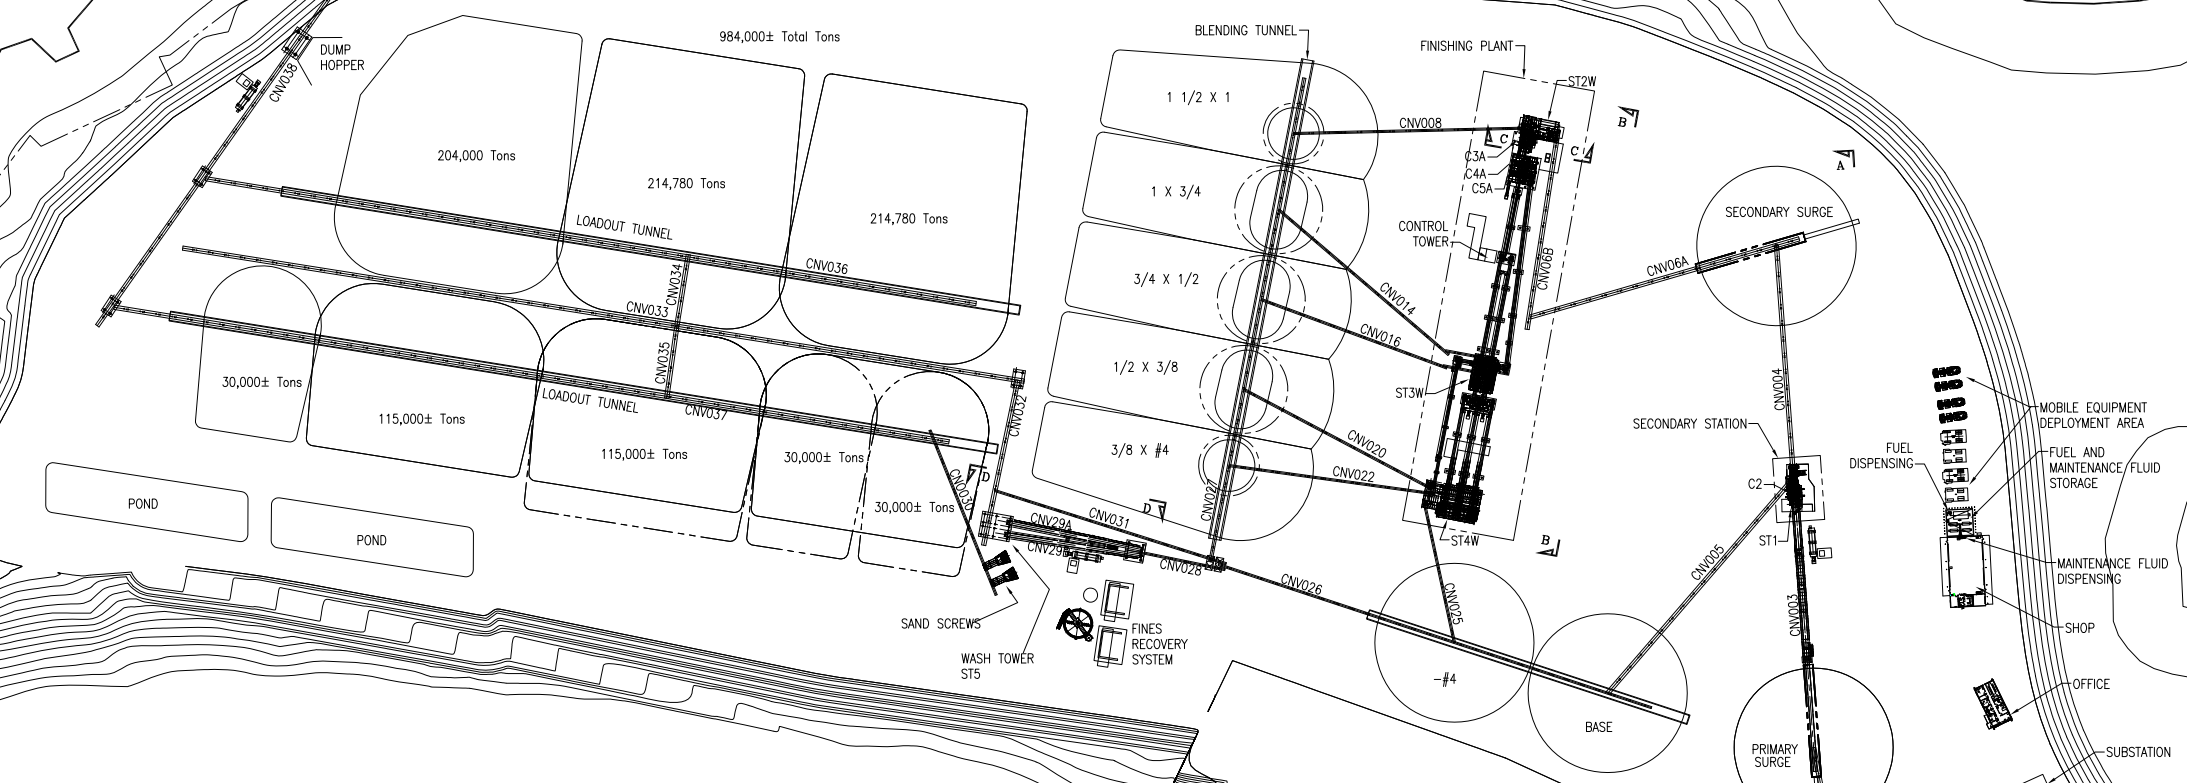 984,000± Total Tons
DUMP
HOPPER
CNV038
204,000 Tons
214,780 Tons
214,780 Tons
LOADOUT TUNNEL
CNV036
CNV034
CNV033
CNV035
LOADOUT TUNNEL
CNV037
30,000± Tons
115,000± Tons
115,000± Tons
30,000± Tons
30,000± Tons
POND
POND
CNV032
CNV030
D
CNV031
D
CNV29A
CNV29B
CNV028
SAND SCREWS
WASH TOWER
ST5
FINES
RECOVERY
SYSTEM
BLENDING TUNNEL
1 1/2 X 1
1 X 3/4
3/4 X 1/2
1/2 X 3/8
3/8 X #4
CNV027
CNV008
CNV014
CNV016
CNV020
CNV022
CNV025
CNV026
-#4
BASE
FINISHING PLANT
ST2W
B
C
C
B
C3A
C4A
C5A
CONTROL
TOWER
CNV06B
ST3W
ST4W
B
A
SECONDARY SURGE
CNV06A
CNV004
SECONDARY STATION
C2
ST1
CNV005
CNV003
PRIMARY
SURGE
MOBILE EQUIPMENT
DEPLOYMENT AREA
FUEL
DISPENSING
FUEL AND
MAINTENANCE FLUID
STORAGE
MAINTENANCE FLUID
DISPENSING
SHOP
OFFICE
SUBSTATION